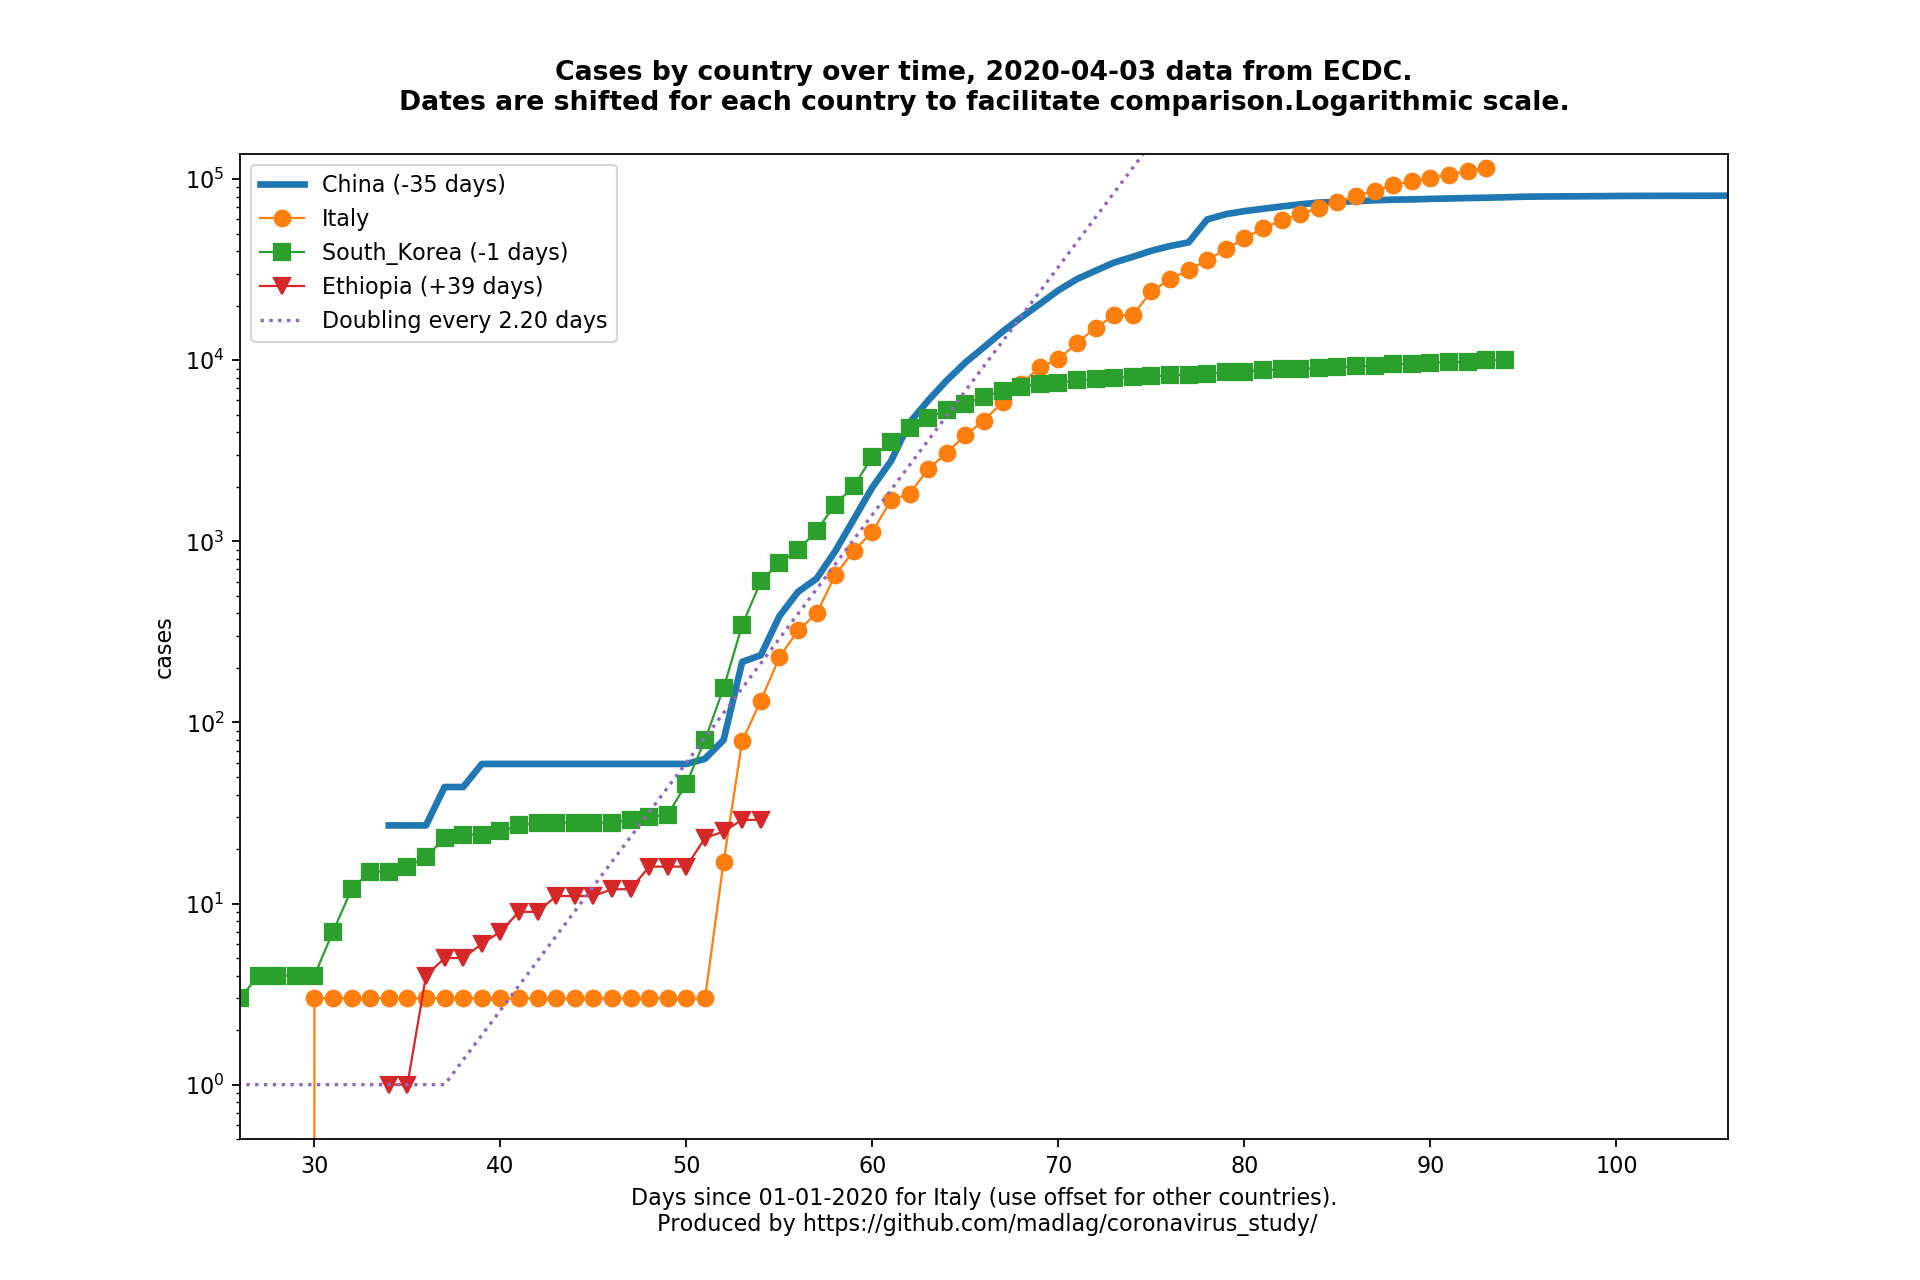 Cases by country over time, 2020-04-03 data from ECDC.
Dates are shifted for each country to facilitate comparison.Logarithmic scale.
China (-35 days)
Italy
South_Korea (-1 days)
Ethiopia (+39 days)
Doubling every 2.20 days
10⁵
10⁴
10³
10²
10¹
10⁰
cases
30 40 50 60 70 80 90 100
Days since 01-01-2020 for Italy (use offset for other countries).
Produced by https://github.com/madlag/coronavirus_study/